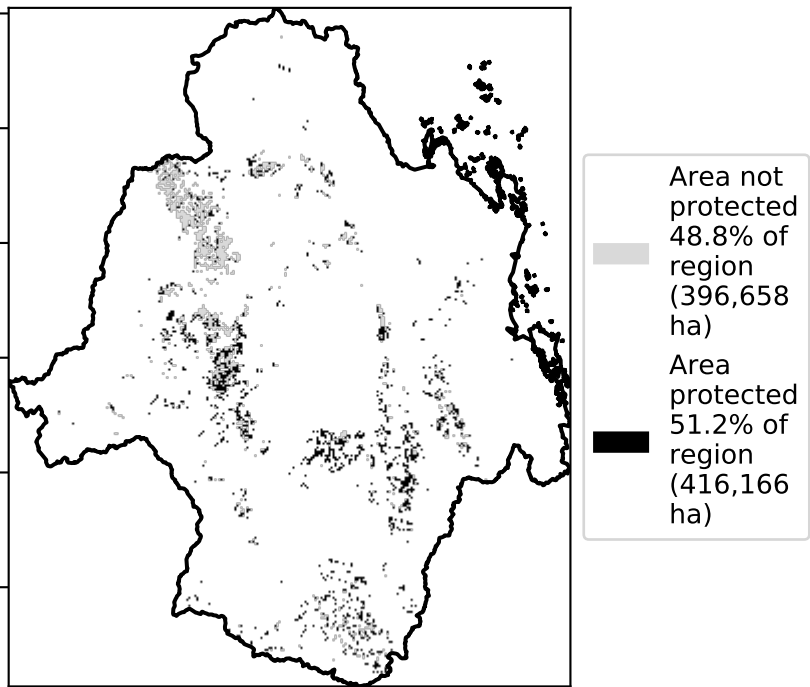 Area not
protected
48.8% of
region
(396,658
ha)
Area
protected
51.2% of
region
(416,166
ha)